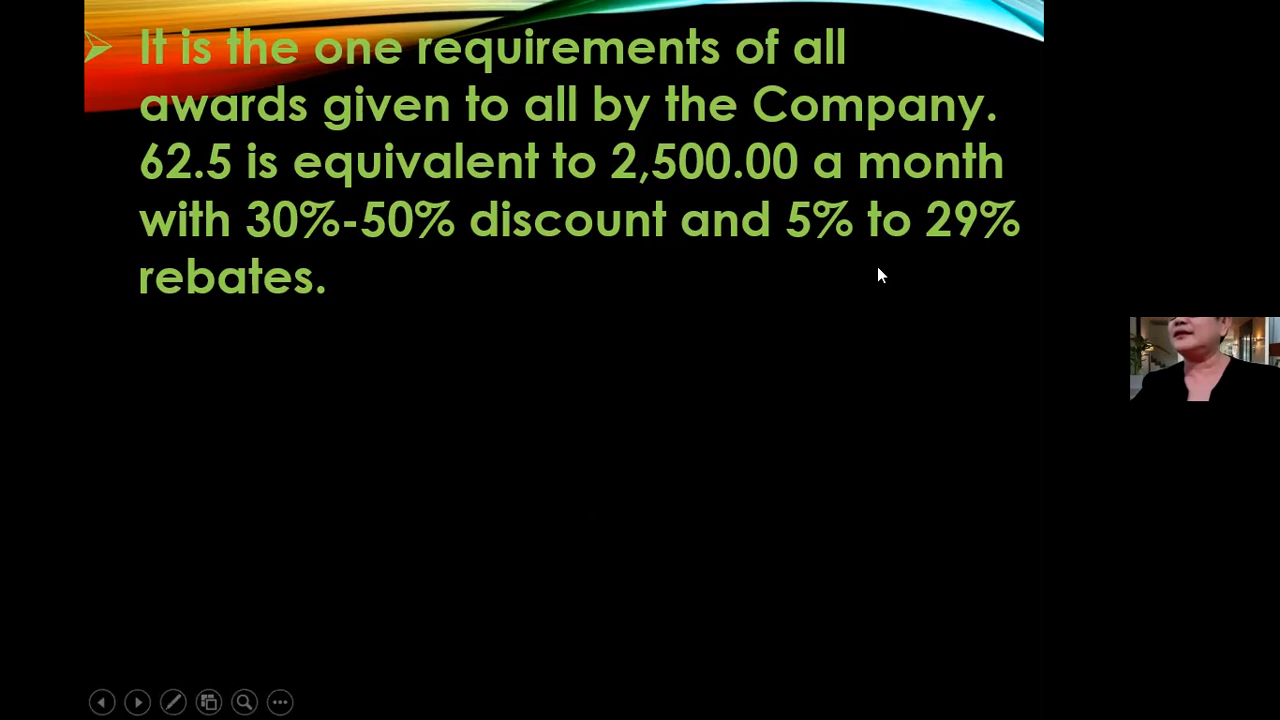 It is the one requirements of all
awards given to all by the Company.
62.5 is equivalent to 2,500.00 a month
with 30%-50% discount and 5% to 29%
rebates.